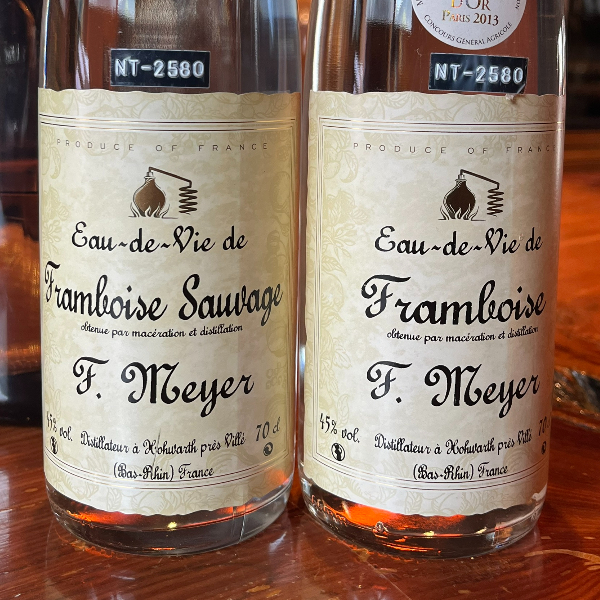 NT-2580
PRODUCE OF FRANCE
Eau~de~Vie de
Framboise Sauvage
obtenue par macération et distillation
F. Meyer
45% vol.
Distillateur à Hohwarth près Villé
70 cl
(Bas-Rhin) France
D'OR
PARIS 2013
CONCOURS GÉNÉRAL AGRICOLE
NT-2580
PRODUCE OF FRANC
Eau~de~Vie de
Framboise
obtenue par macération et distillation
F. Meyer
45% vol.
Distillateur à Hohwarth près Villé
70
(Bas-Rhin) France